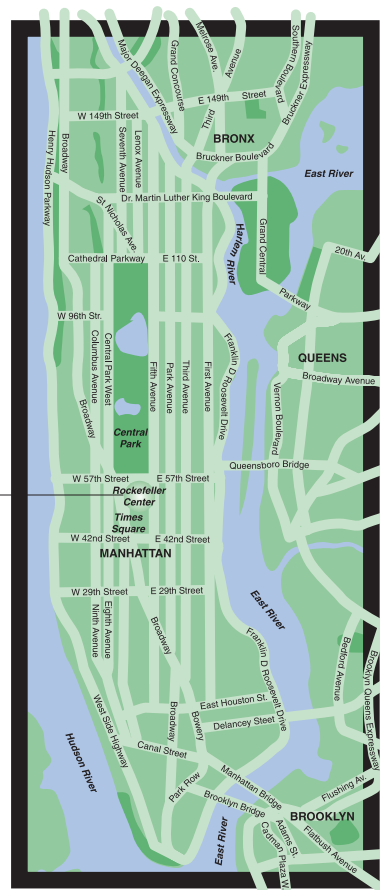 Major Deegan Expressway
Grand Concourse
Melrose Ave.
Third
Avenue
Southern Boulevard
Bruckner Expressway
E 149th Street
W 149th Street
BRONX
Bruckner Boulevard
Henry Hudson Parkway
Broadway
Seventh Avenue
Lenox Avenue
East River
St Nicholas Ave.
Dr. Martin Luther King Boulevard
Harlem River
Grand Central
Parkway
20th Av.
Cathedral Parkway
E 110 St.
W 96th Str.
Columbus Avenue
Central Park West
Fifth Avenue
Park Avenue
Third Avenue
First Avenue
Franklin D Roosevelt Drive
QUEENS
Broadway Avenue
Vernon Boulevard
Broadway
Central
Park
Queensboro Bridge
W 57th Street
E 57th Street
Rockefeller
Center
Times
Square
W 42nd Street
E 42nd Street
MANHATTAN
W 29th Street
E 29th Street
Ninth Avenue
Eighth Avenue
Broadway
East River
Franklin D Roosevelt Drive
Bedford Avenue
Brooklyn Queens Expressway
West Side Highway
Hudson River
Broadway
Bowery
East Houston St.
Delancey Steet
Canal Street
Park Row
Manhattan Bridge
Brooklyn Bridge
Flushing Av.
BROOKLYN
East River
Adams St.
Flatbush Avenue
Cadman Plaza W